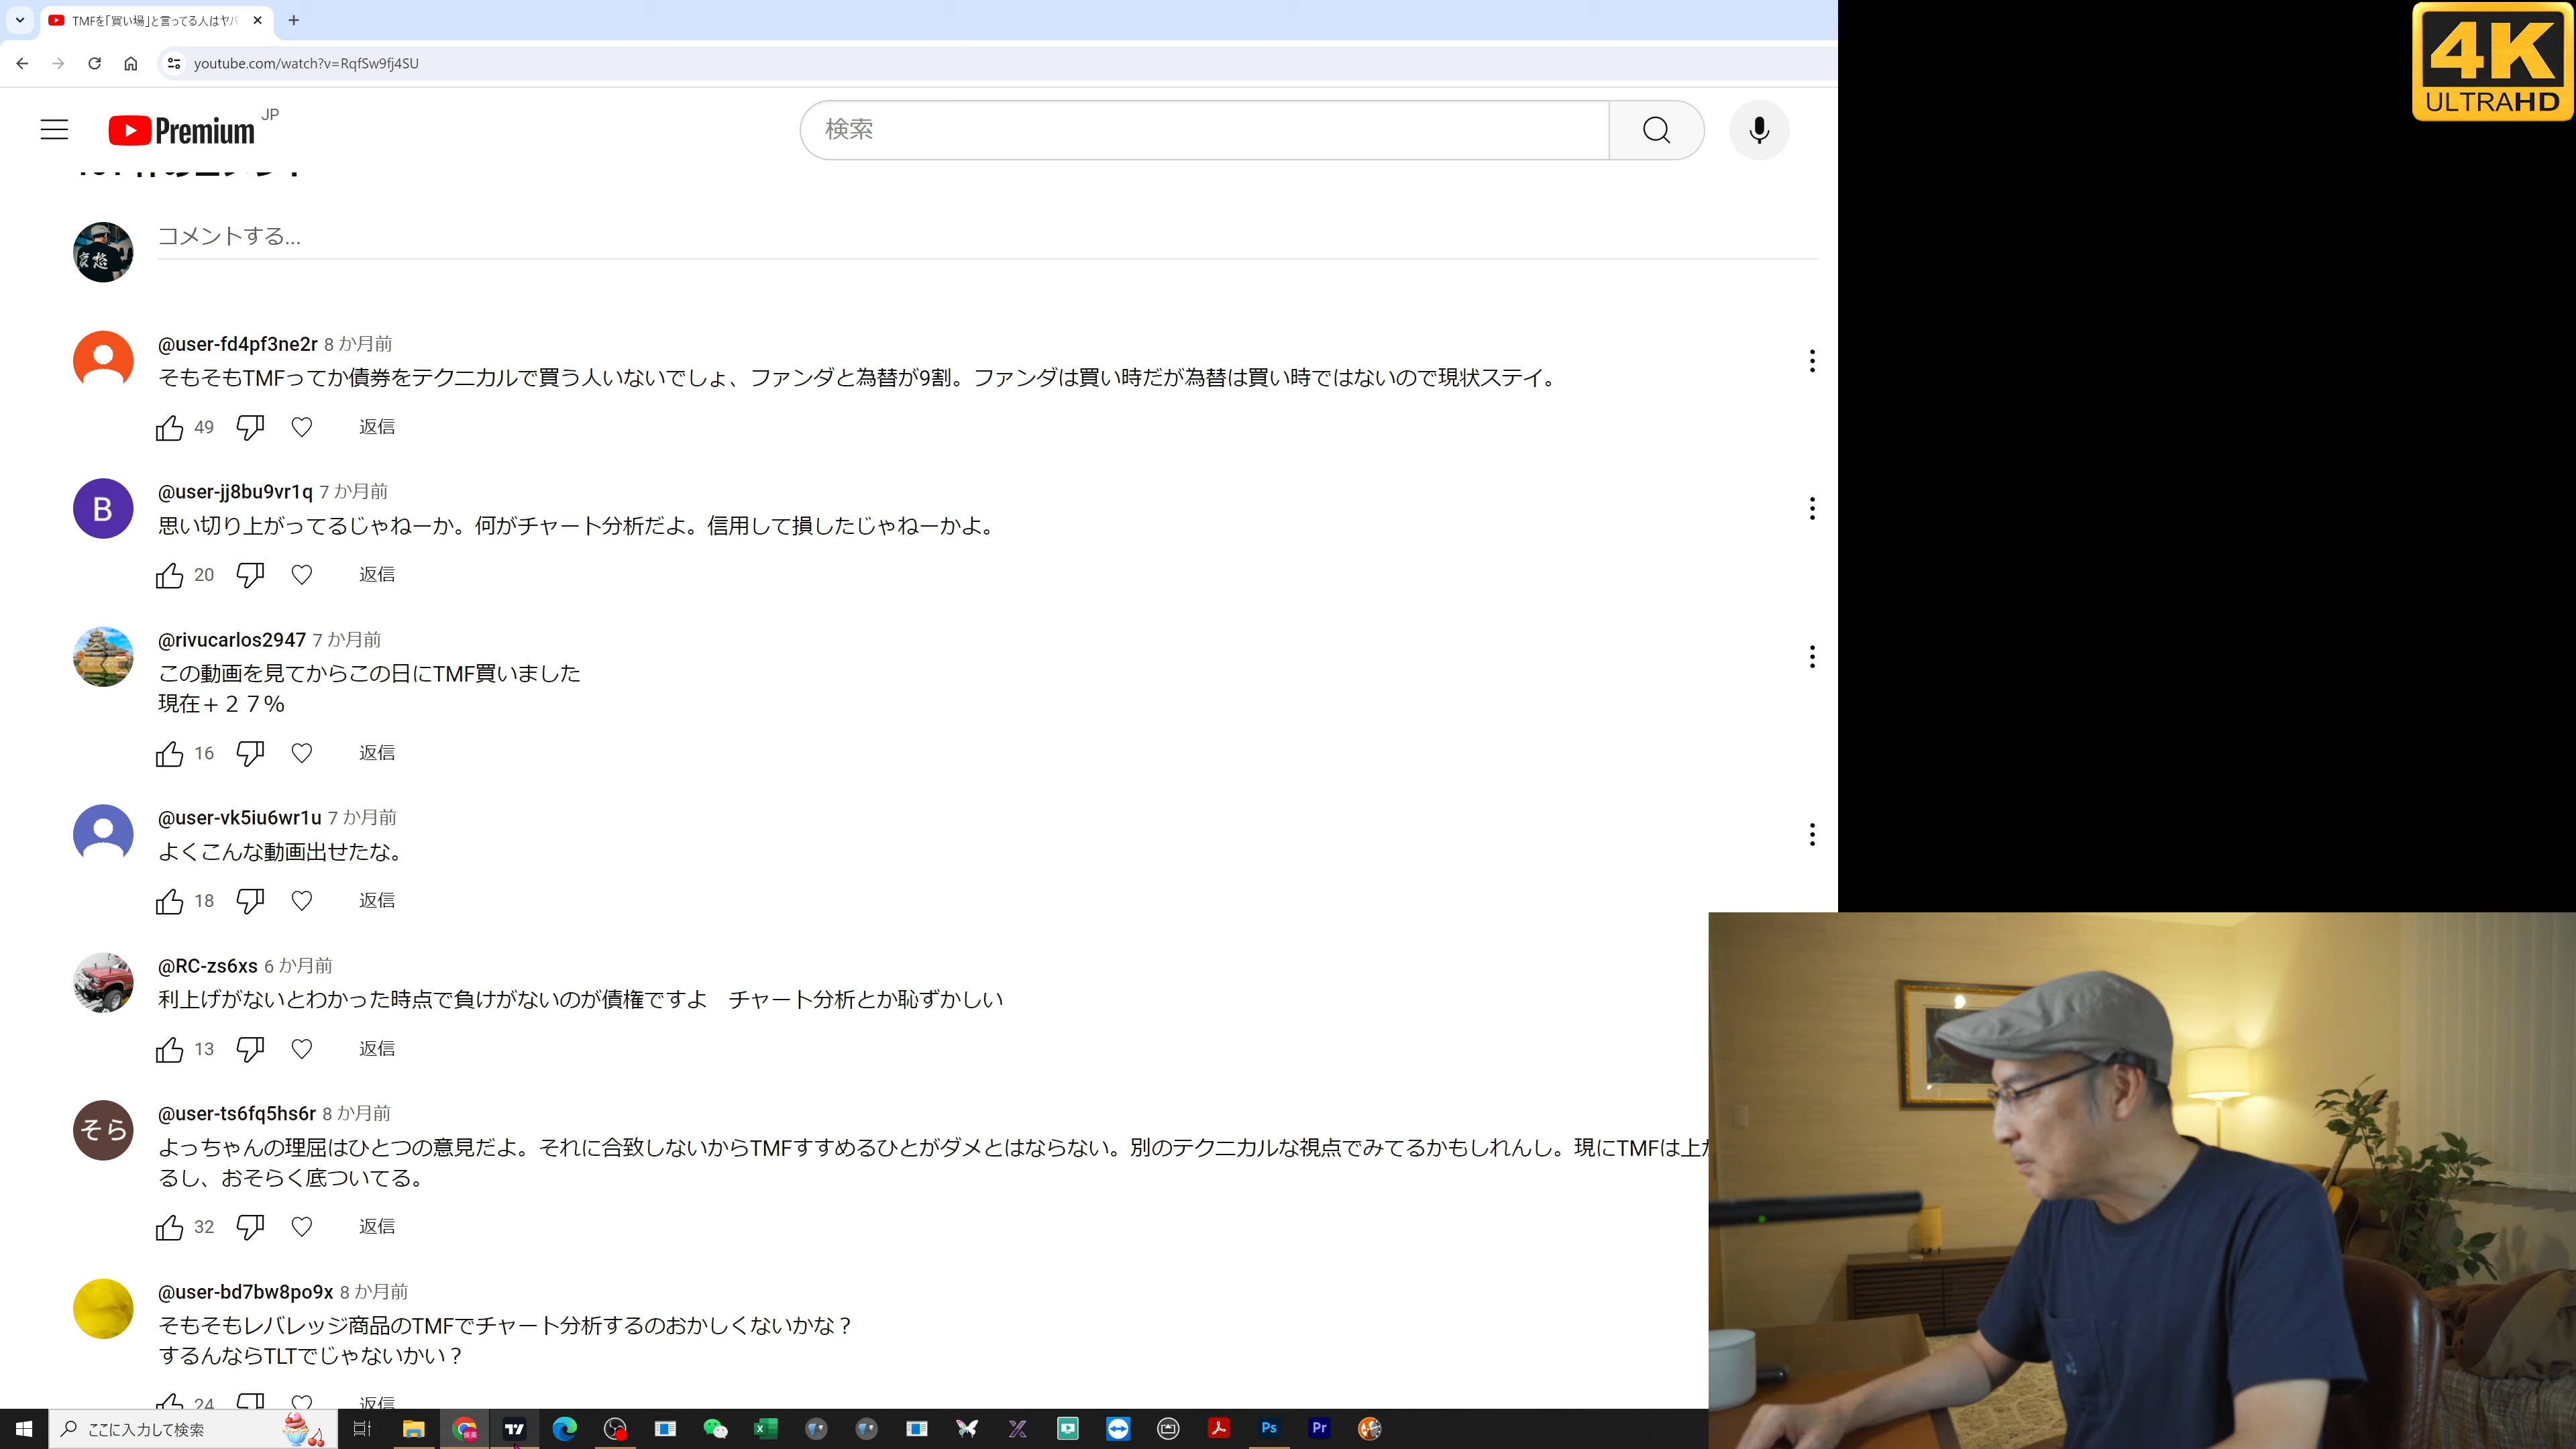 TMFを「買い場」と言ってる人はヤバ
youtube.com/watch?v=RqfSw9fj4SU
4K
ULTRAHD
Premium JP
検索
コメントする...
@user-fd4pf3ne2r 8 か月前
そもそもTMFってか債券をテクニカルで買う人いないでしょ、ファンダと為替が9割。ファンダは買い時だが為替は買い時ではないので現状ステイ。
49 返信
B
@user-jj8bu9vr1q 7 か月前
思い切り上がってるじゃねーか。何がチャート分析だよ。信用して損したじゃねーかよ。
20 返信
@rivucarlos2947 7 か月前
この動画を見てからこの日にTMF買いました
現在＋２７％
16 返信
@user-vk5iu6wr1u 7 か月前
よくこんな動画出せたな。
18 返信
@RC-zs6xs 6 か月前
利上げがないとわかった時点で負けがないのが債権ですよ　チャート分析とか恥ずかしい
13 返信
そら
@user-ts6fq5hs6r 8 か月前
よっちゃんの理屈はひとつの意見だよ。それに合致しないからTMFすすめるひとがダメとはならない。別のテクニカルな視点でみてるかもしれんし。現にTMFは上が
るし、おそらく底ついてる。
32 返信
@user-bd7bw8po9x 8 か月前
そもそもレバレッジ商品のTMFでチャート分析するのおかしくないかな？
するんならTLTでじゃないかい？
24 返信
ここに入力して検索
Ps
Pr